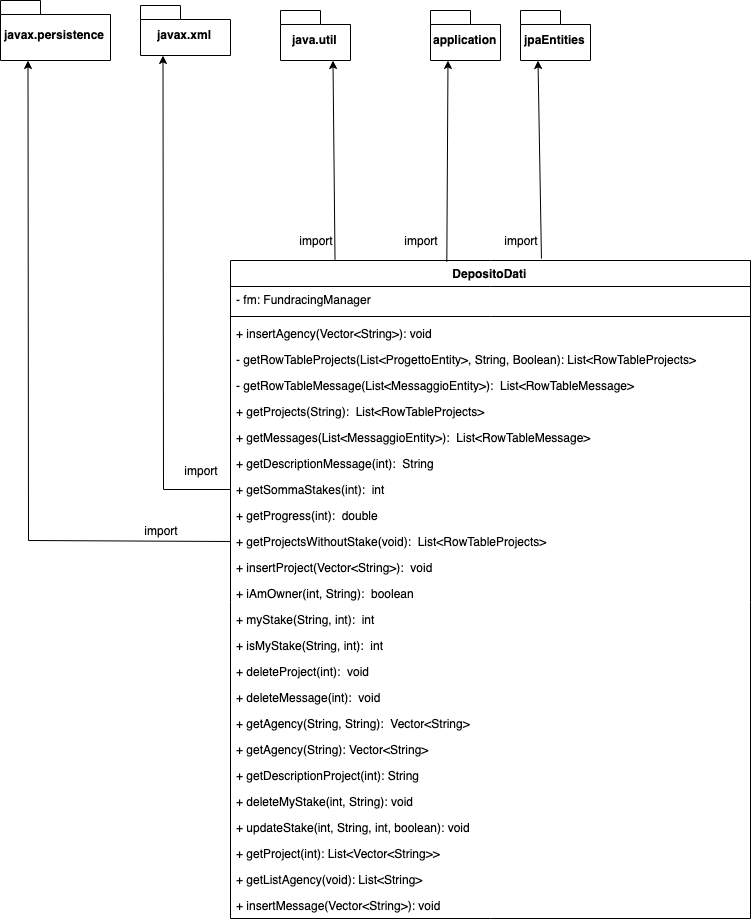 javax.persistence
javax.xml
java.util
application
jpaEntities
import
import
import
DepositoDati
- fm: FundracingManager
+ insertAgency(Vector<String>): void
- getRowTableProjects(List<ProgettoEntity>, String, Boolean): List<RowTableProjects>
- getRowTableMessage(List<MessaggioEntity>): List<RowTableMessage>
+ getProjects(String): List<RowTableProjects>
+ getMessages(List<MessaggioEntity>): List<RowTableMessage>
+ getDescriptionMessage(int): String
import
+ getSommaStakes(int): int
+ getProgress(int): double
import
+ getProjectsWithoutStake(void): List<RowTableProjects>
+ insertProject(Vector<String>): void
+ iAmOwner(int, String): boolean
+ myStake(String, int): int
+ isMyStake(String, int): int
+ deleteProject(int): void
+ deleteMessage(int): void
+ getAgency(String, String): Vector<String>
+ getAgency(String): Vector<String>
+ getDescriptionProject(int): String
+ deleteMyStake(int, String): void
+ updateStake(int, String, int, boolean): void
+ getProject(int): List<Vector<String>>
+ getListAgency(void): List<String>
+ insertMessage(Vector<String>): void